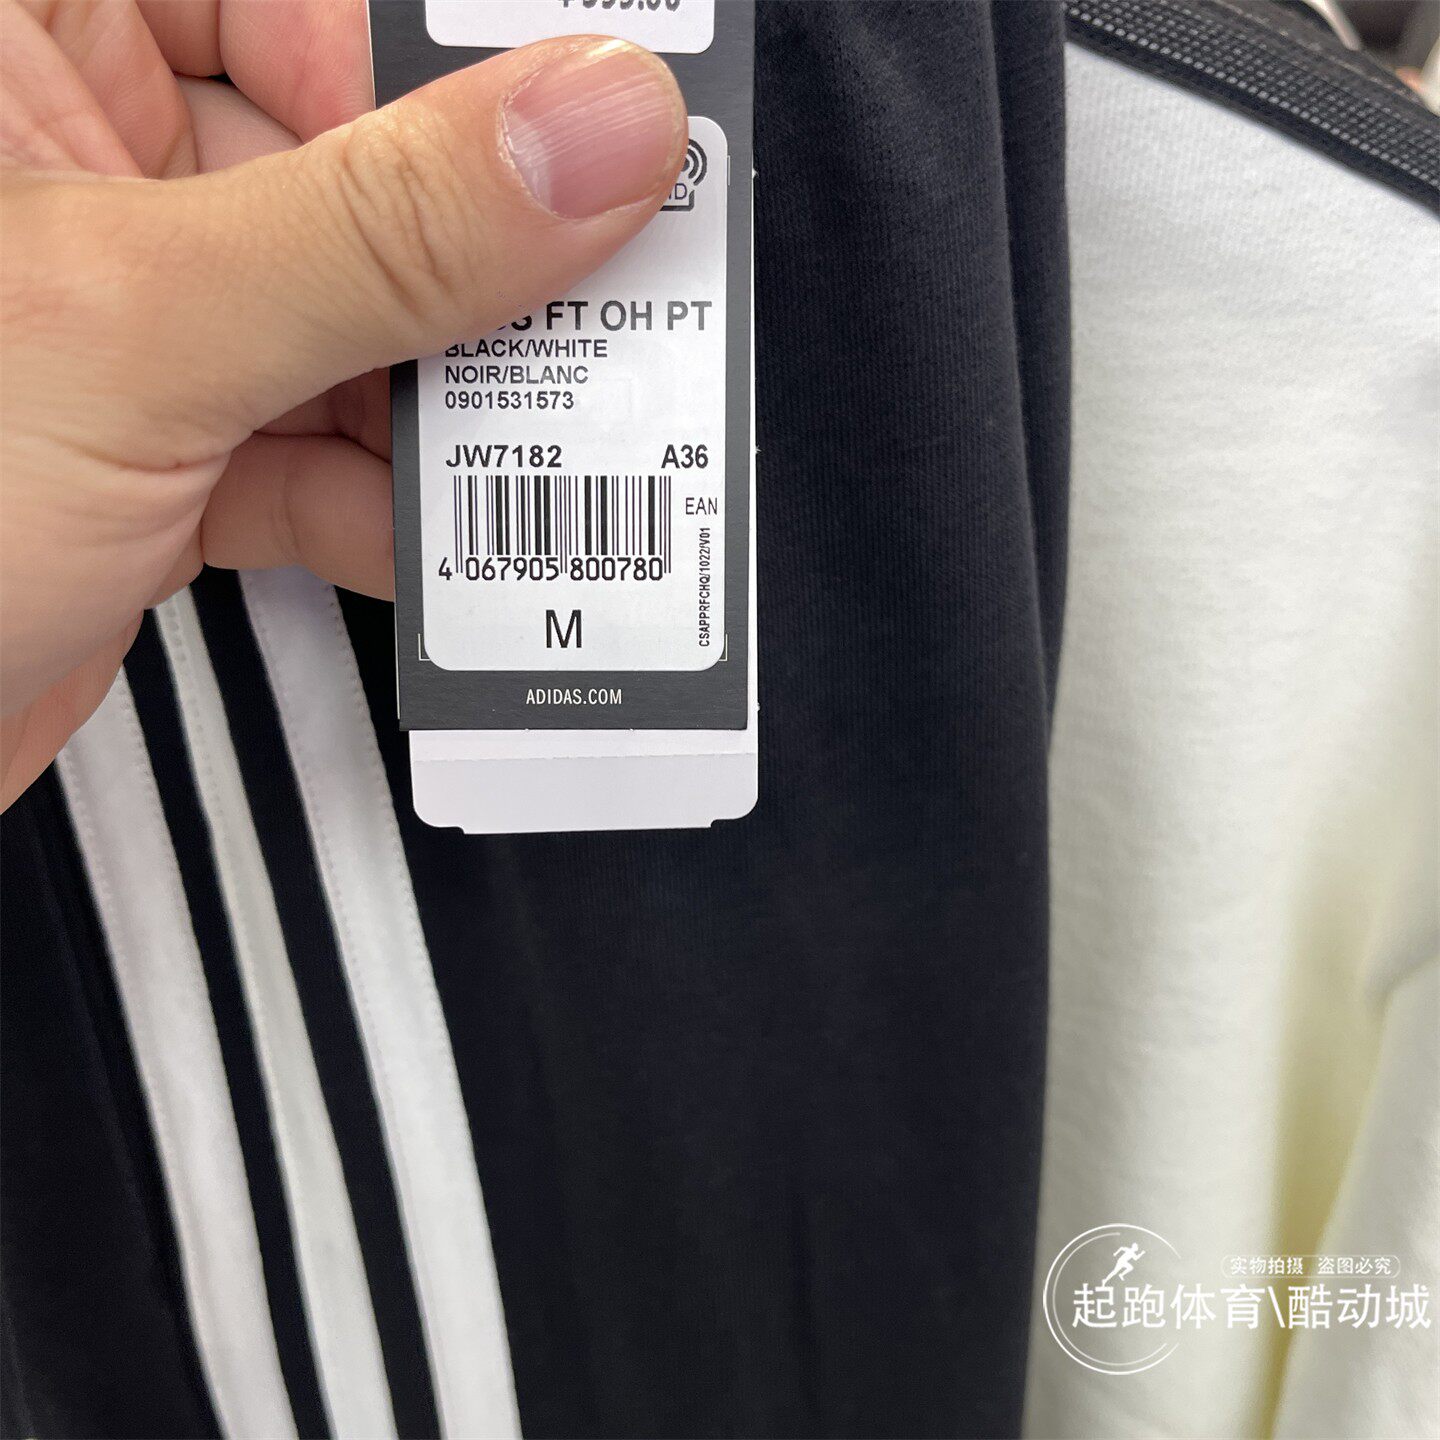 FT OH PT
BLACK/WHITE
NOIR/BLANC
0901531573
JW7182 A36
EAN
4 067905 800780
CSAPPRFCHQ/1022/V01
M
ADIDAS.COM
实物拍摄 盗图必究
起跑体育\酷动城